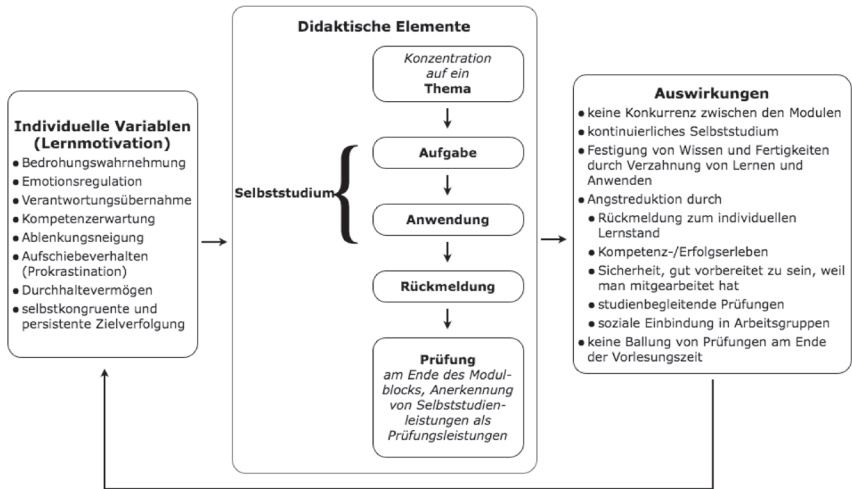 Individuelle Variablen
(Lernmotivation)
• Bedrohungswahrnehmung
• Emotionsregulation
• Verantwortungsübernahme
• Kompetenzerwartung
• Ablenkungsneigung
• Aufschiebeverhalten
(Prokrastination)
• Durchhaltevermögen
• selbstkongruente und
persistente Zielverfolgung
Didaktische Elemente
Konzentration
auf ein
Thema
Selbststudium
Aufgabe
Anwendung
Rückmeldung
Prüfung
am Ende des Modul-
blocks, Anerkennung
von Selbststudien-
leistungen als
Prüfungsleistungen
Auswirkungen
• keine Konkurrenz zwischen den Modulen
• kontinuierliches Selbststudium
• Festigung von Wissen und Fertigkeiten
durch Verzahnung von Lernen und
Anwenden
• Angstreduktion durch
• Rückmeldung zum individuellen
Lernstand
• Kompetenz-/Erfolgserleben
• Sicherheit, gut vorbereitet zu sein, weil
man mitgearbeitet hat
• studienbegleitende Prüfungen
• soziale Einbindung in Arbeitsgruppen
• keine Ballung von Prüfungen am Ende
der Vorlesungszeit